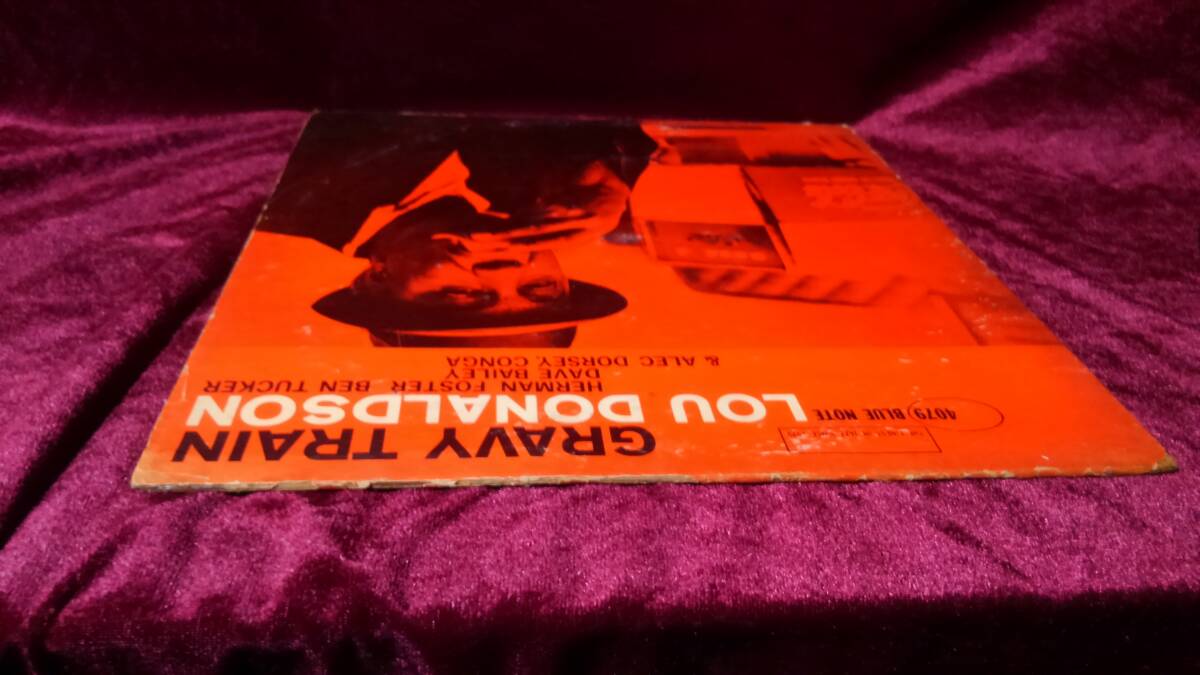 GRAVY TRAIN
LOU DONALDSON
4079 BLUE NOTE
HERMAN FOSTER BEN TUCKER
DAVE BAILEY
& ALEC DORSEY, CONGA